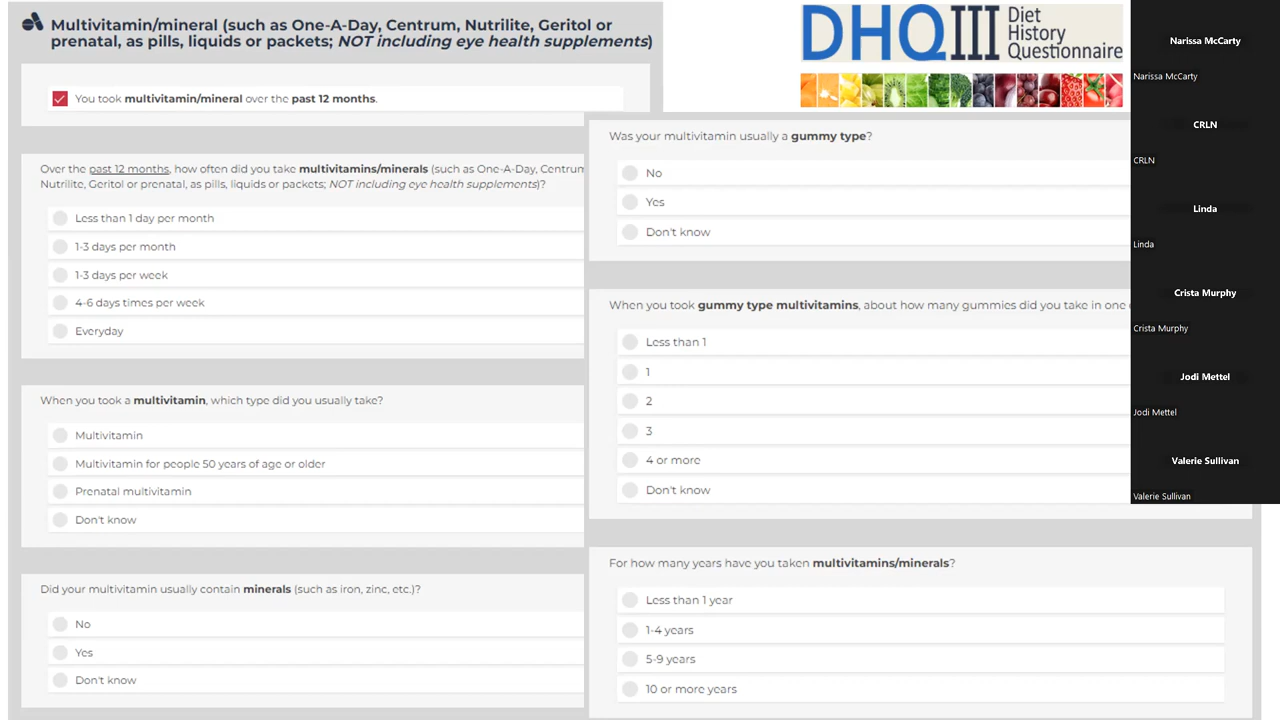 Multivitamin/mineral (such as One-A-Day, Centrum, Nutrilite, Geritol or
prenatal, as pills, liquids or packets; NOT including eye health supplements)
You took multivitamin/mineral over the past 12 months.
Over the past 12 months, how often did you take multivitamins/minerals (such as One-A-Day, Centrum
Nutrilite, Geritol or prenatal, as pills, liquids or packets; NOT including eye health supplements)?
Less than 1 day per month
1-3 days per month
1-3 days per week
4-6 days times per week
Everyday
When you took a multivitamin, which type did you usually take?
Multivitamin
Multivitamin for people 50 years of age or older
Prenatal multivitamin
Don't know
Did your multivitamin usually contain minerals (such as iron, zinc, etc.)?
No
Yes
Don't know
DHQIII
Diet
History
Questionnaire
Was your multivitamin usually a gummy type?
No
Yes
Don't know
When you took gummy type multivitamins, about how many gummies did you take in one
Less than 1
1
2
3
4 or more
Don't know
For how many years have you taken multivitamins/minerals?
Less than 1 year
1-4 years
5-9 years
10 or more years
Narissa McCarty
Narissa McCarty
CRLN
CRLN
Linda
Linda
Crista Murphy
Crista Murphy
Jodi Mettel
Jodi Mettel
Valerie Sullivan
Valerie Sullivan